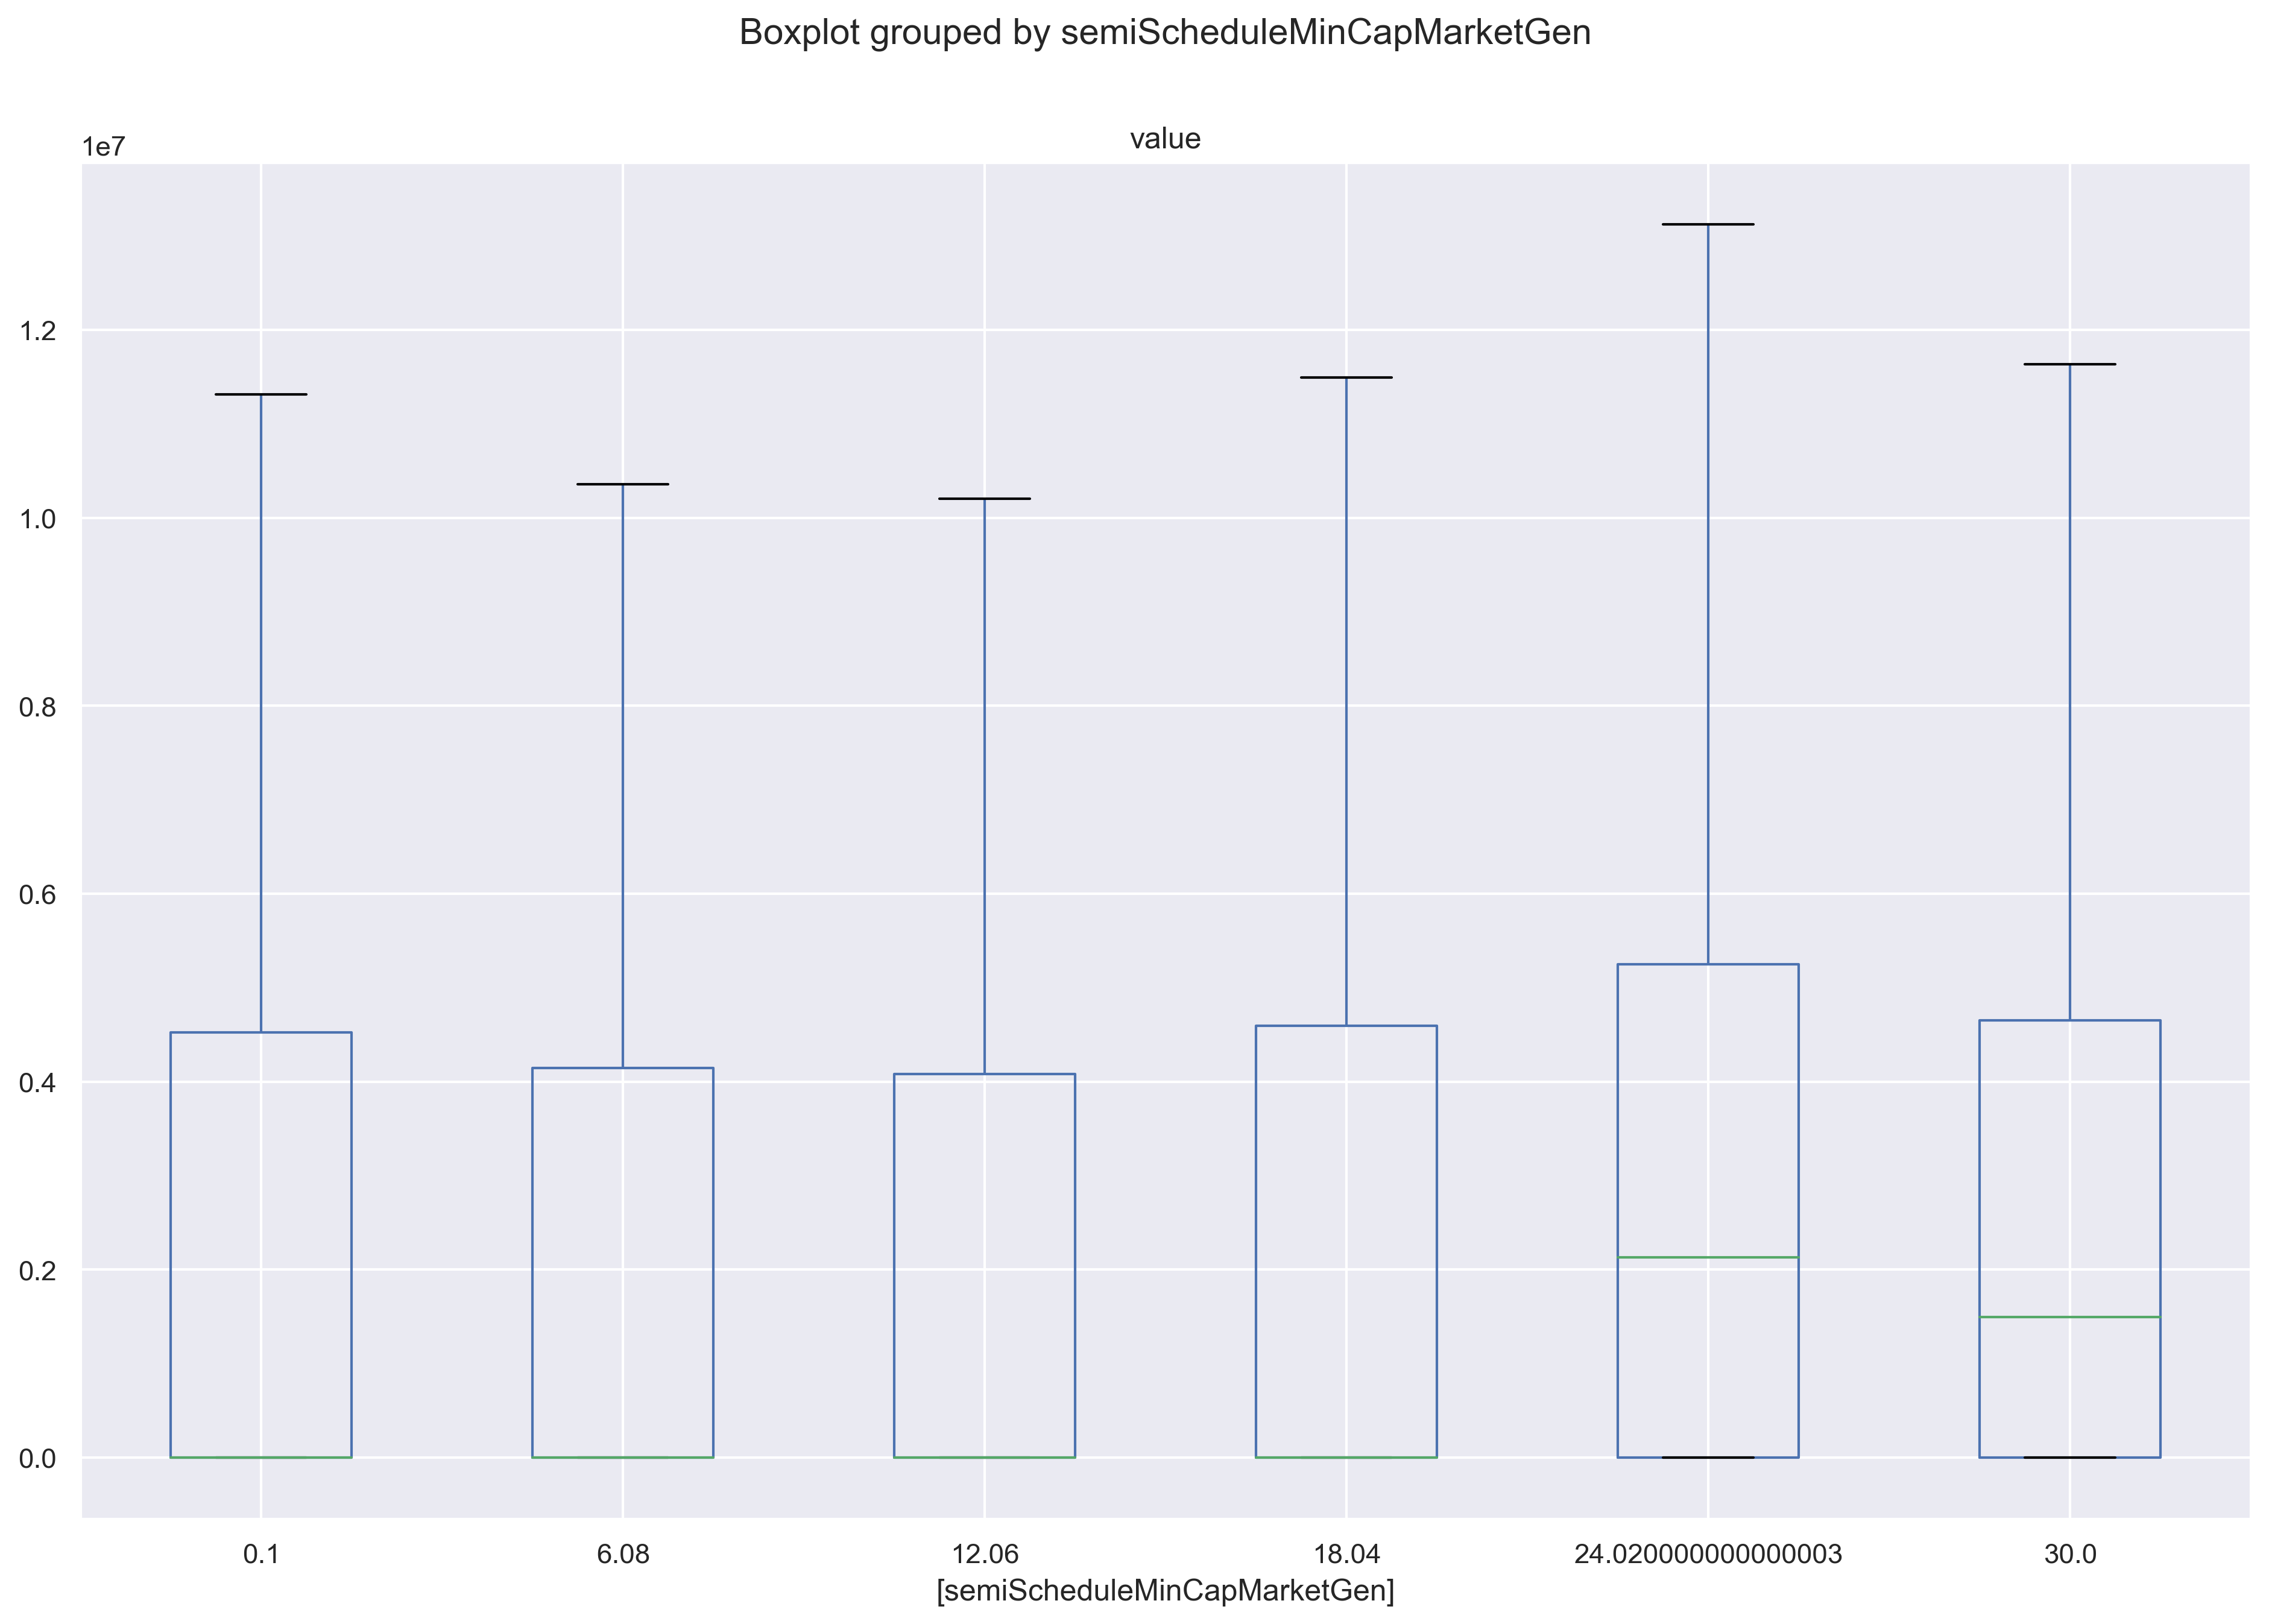 Boxplot grouped by semiScheduleMinCapMarketGen
value
1e7
1.2
1.0
0.8
0.6
0.4
0.2
0.0
0.1 6.08 12.06 18.04 24.020000000000003 30.0
[semiScheduleMinCapMarketGen]